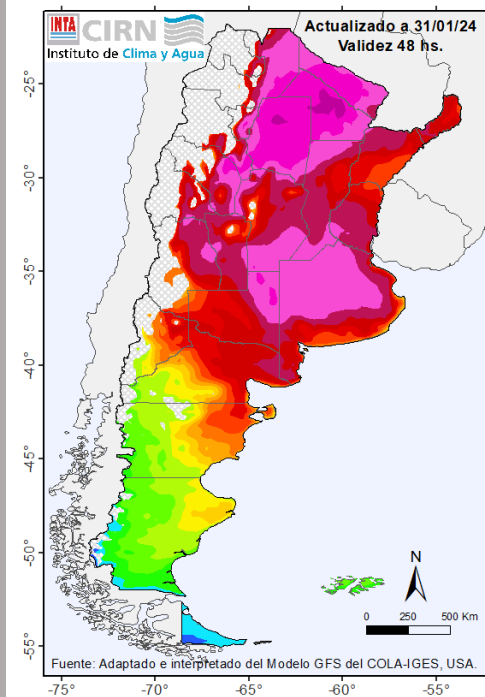 INTA CIRN
Instituto de Clima y Agua
Actualizado a 31/01/24
Validez 48 hs.
-25°
-30°
-35°
-40°
-45°
-50°
-55°
N
0 250 500 Km
Fuente: Adaptado e interpretado del Modelo GFS del COLA-IGES, USA.
-75° -70° -65° -60° -55°